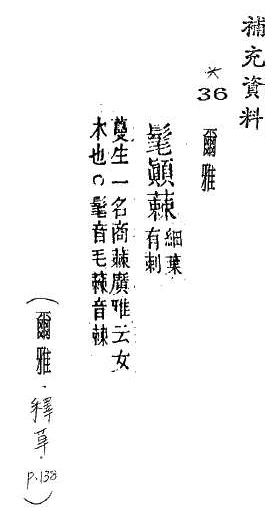 補充資料
*36 爾雅
髦顛蕀 細葉有刺
蔓生一名商蕀廣雅云女
木也○髦音毛蕀音棘
(爾雅．釋草．P.138)